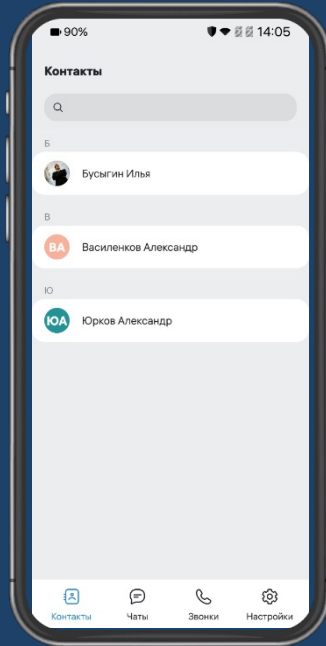 90% 14:05
Контакты
Б
Бусыгин Илья
В
ВА Василенков Александр
Ю
ЮА Юрков Александр
Контакты Чаты Звонки Настройки